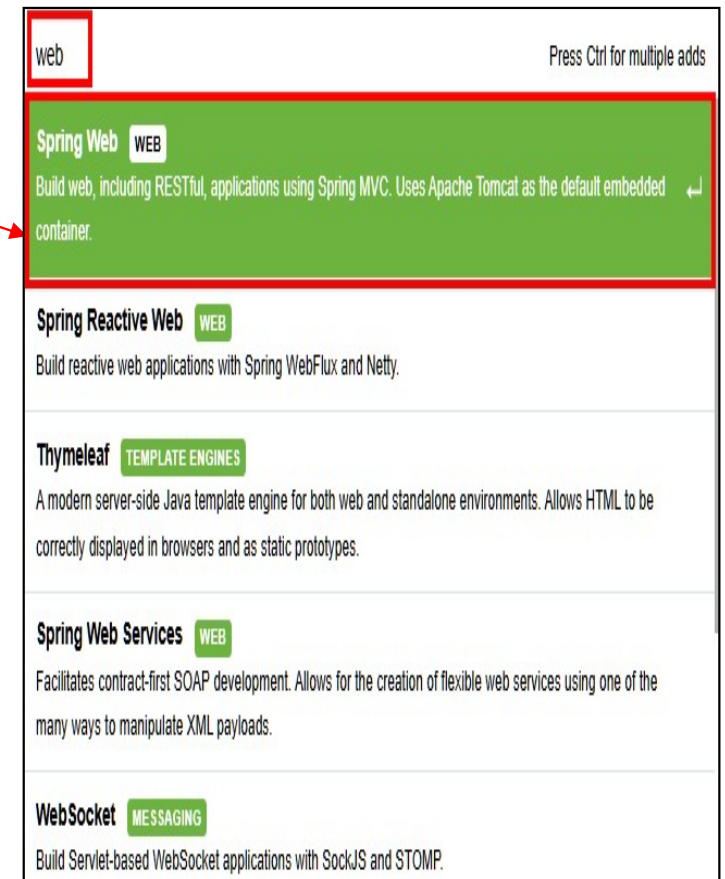 web Press Ctrl for multiple adds
Spring Web WEB
Build web, including RESTful, applications using Spring MVC. Uses Apache Tomcat as the default embedded
container.
Spring Reactive Web WEB
Build reactive web applications with Spring WebFlux and Netty.
Thymeleaf TEMPLATE ENGINES
A modern server-side Java template engine for both web and standalone environments. Allows HTML to be
correctly displayed in browsers and as static prototypes.
Spring Web Services WEB
Facilitates contract-first SOAP development. Allows for the creation of flexible web services using one of the
many ways to manipulate XML payloads.
WebSocket MESSAGING
Build Servlet-based WebSocket applications with SockJS and STOMP.